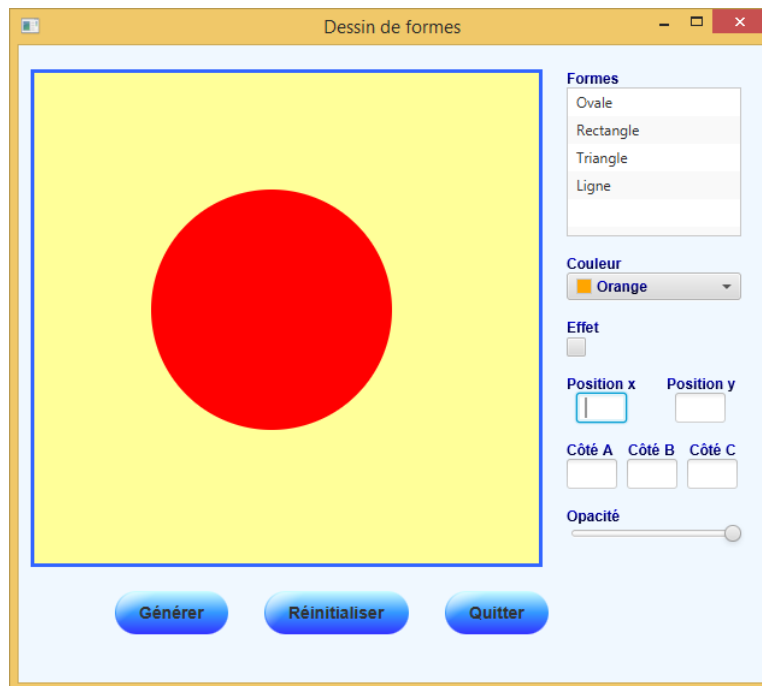 Dessin de formes
Formes
Ovale
Rectangle
Triangle
Ligne
Couleur
Orange
Effet
Position x Position y
Côté A Côté B Côté C
Opacité
Générer Réinitialiser Quitter